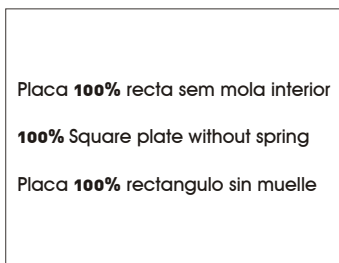 Placa 100% recta sem mola interior
100% Square plate without spring
Placa 100% rectangulo sin muelle